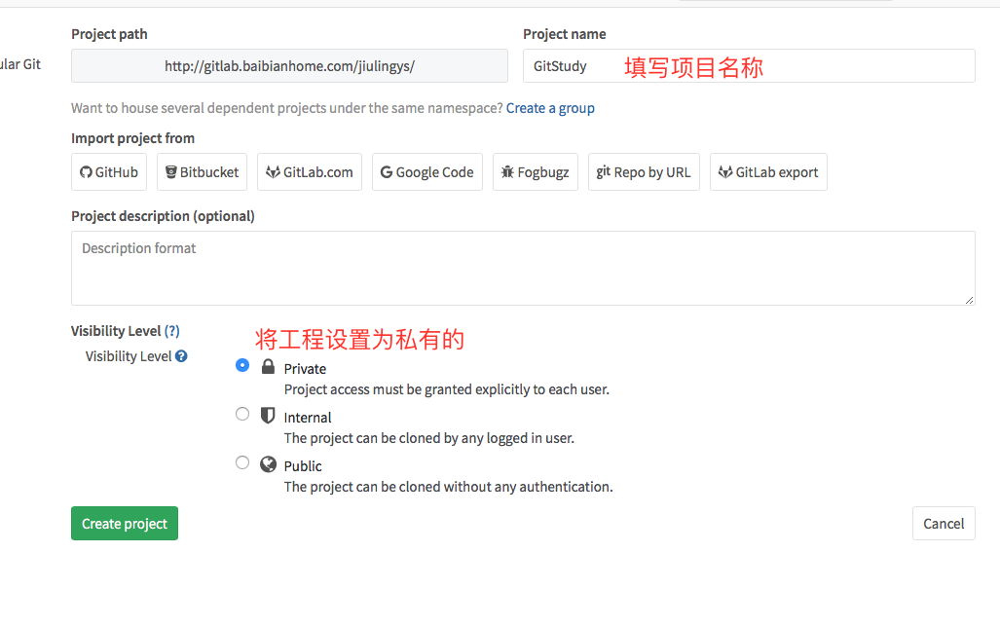 Project path
Project name
ular Git
http://gitlab.baibianhome.com/jiulingys/
GitStudy 填写项目名称
Want to house several dependent projects under the same namespace? Create a group
Import project from
GitHub Bitbucket GitLab.com Google Code Fogbugz git Repo by URL GitLab export
Project description (optional)
Description format
Visibility Level (?)
将工程设置为私有的
Visibility Level ?
Private
Project access must be granted explicitly to each user.
Internal
The project can be cloned by any logged in user.
Public
The project can be cloned without any authentication.
Create project
Cancel